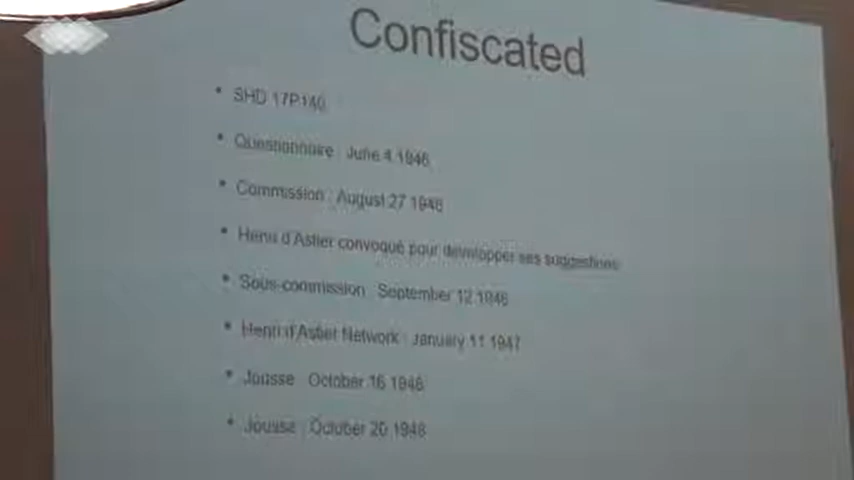 Confiscated
• SHD 17P140
• Questionnaire : June 4 1946
• Commission : August 27 1946
• Henri d'Astier convoqué pour développer ses suggestions
• Sous-commission : September 12 1946
• Henri d'Astier Network : January 11 1947
• Jousse : October 16 1948
• Jousse : October 20 1948